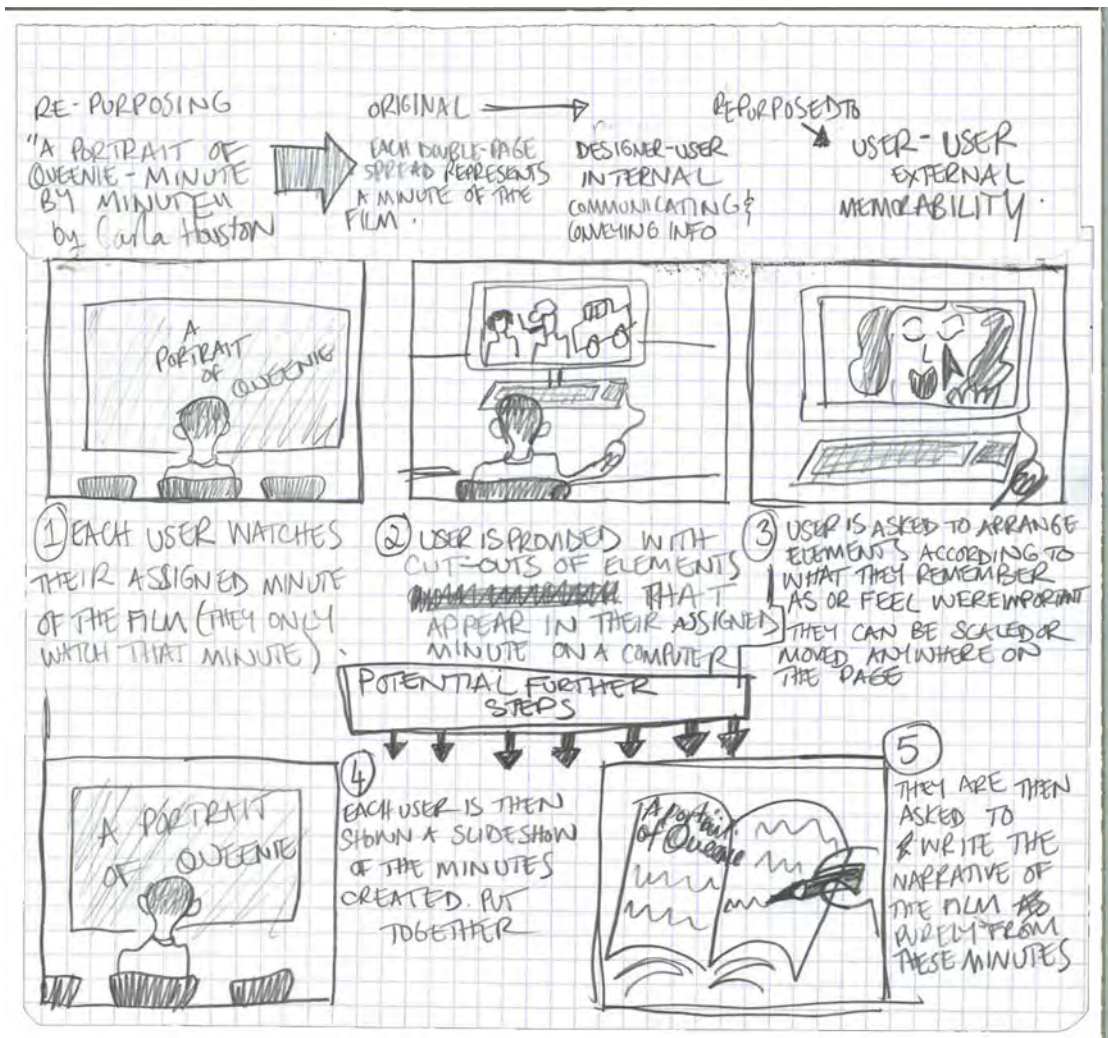 RE-PURPOSING
"A PORTRAIT OF
QUEENIE - MINUTE
BY MINUTE"
by Carla Houston
ORIGINAL
EACH DOUBLE-PAGE
SPREAD REPRESENTS
A MINUTE OF THE
FILM.
DESIGNER-USER
INTERNAL
COMMUNICATING &
CONVEYING INFO
REPURPOSED TO
USER-USER
EXTERNAL
MEMORABILITY.
A
PORTRAIT
OF QUEENIE
1 EACH USER WATCHES
THEIR ASSIGNED MINUTE
OF THE FILM (THEY ONLY
WATCH THAT MINUTE).
2 USER IS PROVIDED WITH
CUT-OUTS OF ELEMENTS
THAT
APPEAR IN THEIR ASSIGNED
MINUTE ON A COMPUTER
3 USER IS ASKED TO ARRANGE
ELEMENTS ACCORDING TO
WHAT THEY REMEMBER
AS OR FEEL WERE IMPORTANT
THEY CAN BE SCALED OR
MOVED ANYWHERE ON
THE PAGE
POTENTIAL FURTHER
STEPS
A PORTRAIT
OF QUEENIE
4
EACH USER IS THEN
SHOWN A SLIDESHOW
OF THE MINUTES
CREATED. PUT
TOGETHER
A portrait
of Queenie
5
THEY ARE THEN
ASKED TO
WRITE THE
NARRATIVE OF
THE FILM
PURELY FROM
THESE MINUTES